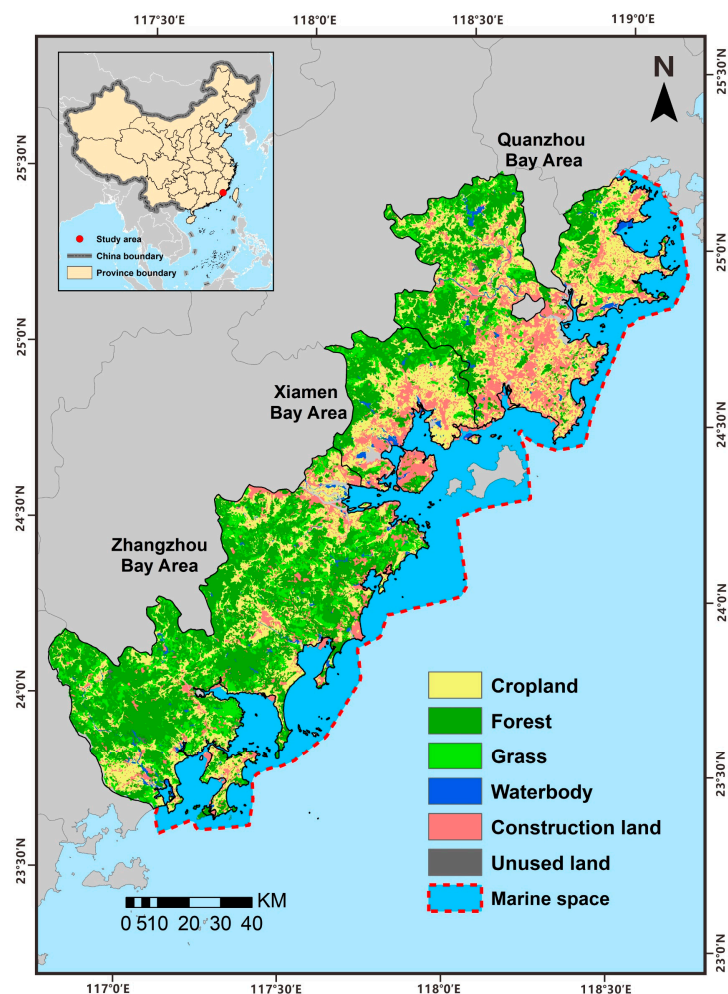 117°30′E
118°0′E
118°30′E
119°0′E
25°30′N
25°0′N
24°30′N
24°0′N
23°30′N
25°30′N
25°0′N
24°30′N
24°0′N
23°30′N
23°0′N
Study area
China boundary
Province boundary
N
Quanzhou
Bay Area
Xiamen
Bay Area
Zhangzhou
Bay Area
Cropland
Forest
Grass
Waterbody
Construction land
Unused land
Marine space
KM
0 5 10 20 30 40
117°0′E
117°30′E
118°0′E
118°30′E